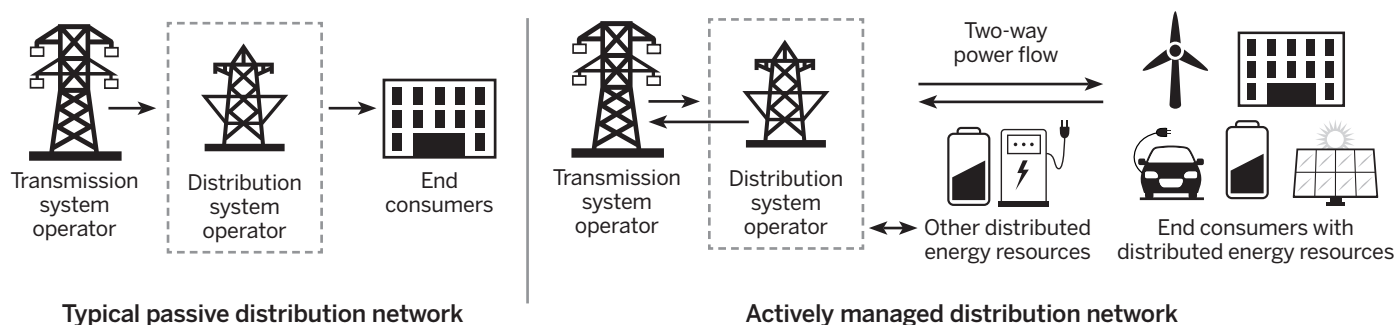 Transmission
system
operator
Distribution
system
operator
End
consumers
Typical passive distribution network
Two-way
power flow
Transmission
system
operator
Distribution
system
operator
Other distributed
energy resources
End consumers with
distributed energy resources
Actively managed distribution network